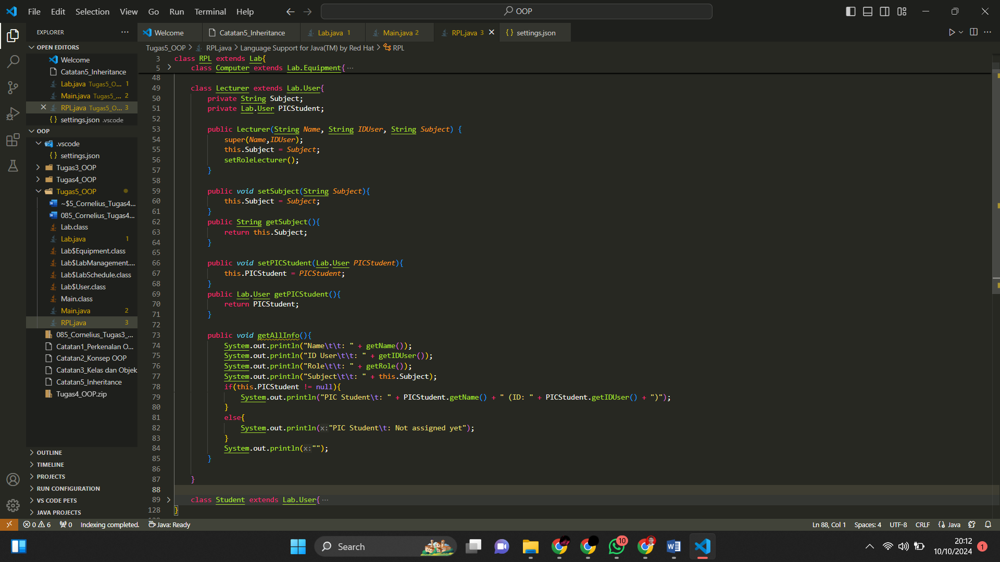 File Edit Selection View Go Run Terminal Help
OOP
EXPLORER
Welcome
Catatan5_Inheritance
Lab.java 1
Main.java 2
RPL.java 3
{} settings.json
OPEN EDITORS
Welcome
Catatan5_Inheritance
Lab.java Tugas5_O... 1
Main.java Tugas5_... 2
RPL.java Tugas5_O... 3
{} settings.json .vscode
OOP
.vscode
{} settings.json
Tugas3_OOP
Tugas4_OOP
Tugas5_OOP
~$5_Cornelius_Tugas4...
085_Cornelius_Tugas4...
Lab.class
Lab.java 1
Lab$Equipment.class
Lab$LabManagement....
Lab$LabSchedule.class
Lab$User.class
Main.class
Main.java 2
RPL.java 3
085_Cornelius_Tugas3_...
Catatan1_Perkenalan O...
Catatan2_Konsep OOP
Catatan3_Kelas dan Objek
Catatan5_Inheritance
Tugas4_OOP.zip
OUTLINE
TIMELINE
PROJECTS
RUN CONFIGURATION
VS CODE PETS
JAVA PROJECTS
Tugas5_OOP > RPL.java > Language Support for Java(TM) by Red Hat > RPL
3 class RPL extends Lab{
5 class Computer extends Lab.Equipment{ ...
48
49 class Lecturer extends Lab.User{
50 private String Subject;
51 private Lab.User PICStudent;
52
53 public Lecturer(String Name, String IDUser, String Subject) {
54 super(Name,IDUser);
55 this.Subject = Subject;
56 setRoleLecturer();
57 }
58
59 public void setSubject(String Subject){
60 this.Subject = Subject;
61 }
62 public String getSubject(){
63 return this.Subject;
64 }
65
66 public void setPICStudent(Lab.User PICStudent){
67 this.PICStudent = PICStudent;
68 }
69 public Lab.User getPICStudent(){
70 return PICStudent;
71 }
72
73 public void getAllInfo(){
74 System.out.println("Name\t\t: " + getName());
75 System.out.println("ID User\t\t: " + getIDUser());
76 System.out.println("Role\t\t: " + getRole());
77 System.out.println("Subject\t\t: " + this.Subject);
78 if(this.PICStudent != null){
79 System.out.println("PIC Student\t: " + PICStudent.getName() + " (ID: " + PICStudent.getIDUser() + ")");
80 }
81 else{
82 System.out.println(x:"PIC Student\t: Not assigned yet");
83 }
84 System.out.println(x:"");
85 }
86
87 }
88
89 class Student extends Lab.User{ ...
128 }
0 6 0 Indexing completed. Java: Ready
Ln 88, Col 1 Spaces: 4 UTF-8 CRLF {} Java
Search
10
20:12
10/10/2024
1